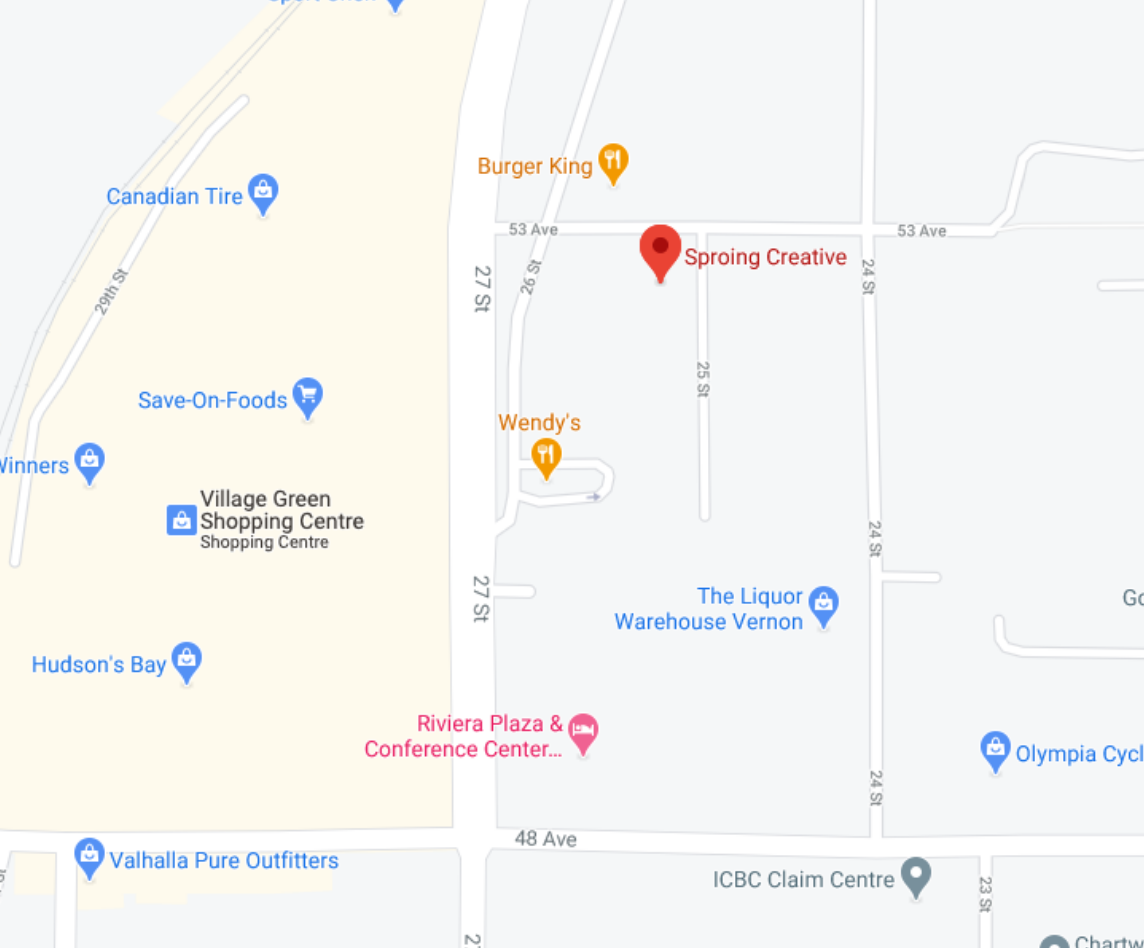 Burger King
Canadian Tire
53 Ave
53 Ave
Sproing Creative
27 St
26 St
24 St
29th St
25 St
Save-On-Foods
Wendy's
Winners
Village Green
Shopping Centre
Shopping Centre
24 St
27 St
The Liquor
Warehouse Vernon
Hudson's Bay
Riviera Plaza &
Conference Center...
Olympia Cycl
24 St
48 Ave
Valhalla Pure Outfitters
ICBC Claim Centre
23 St
Chartw